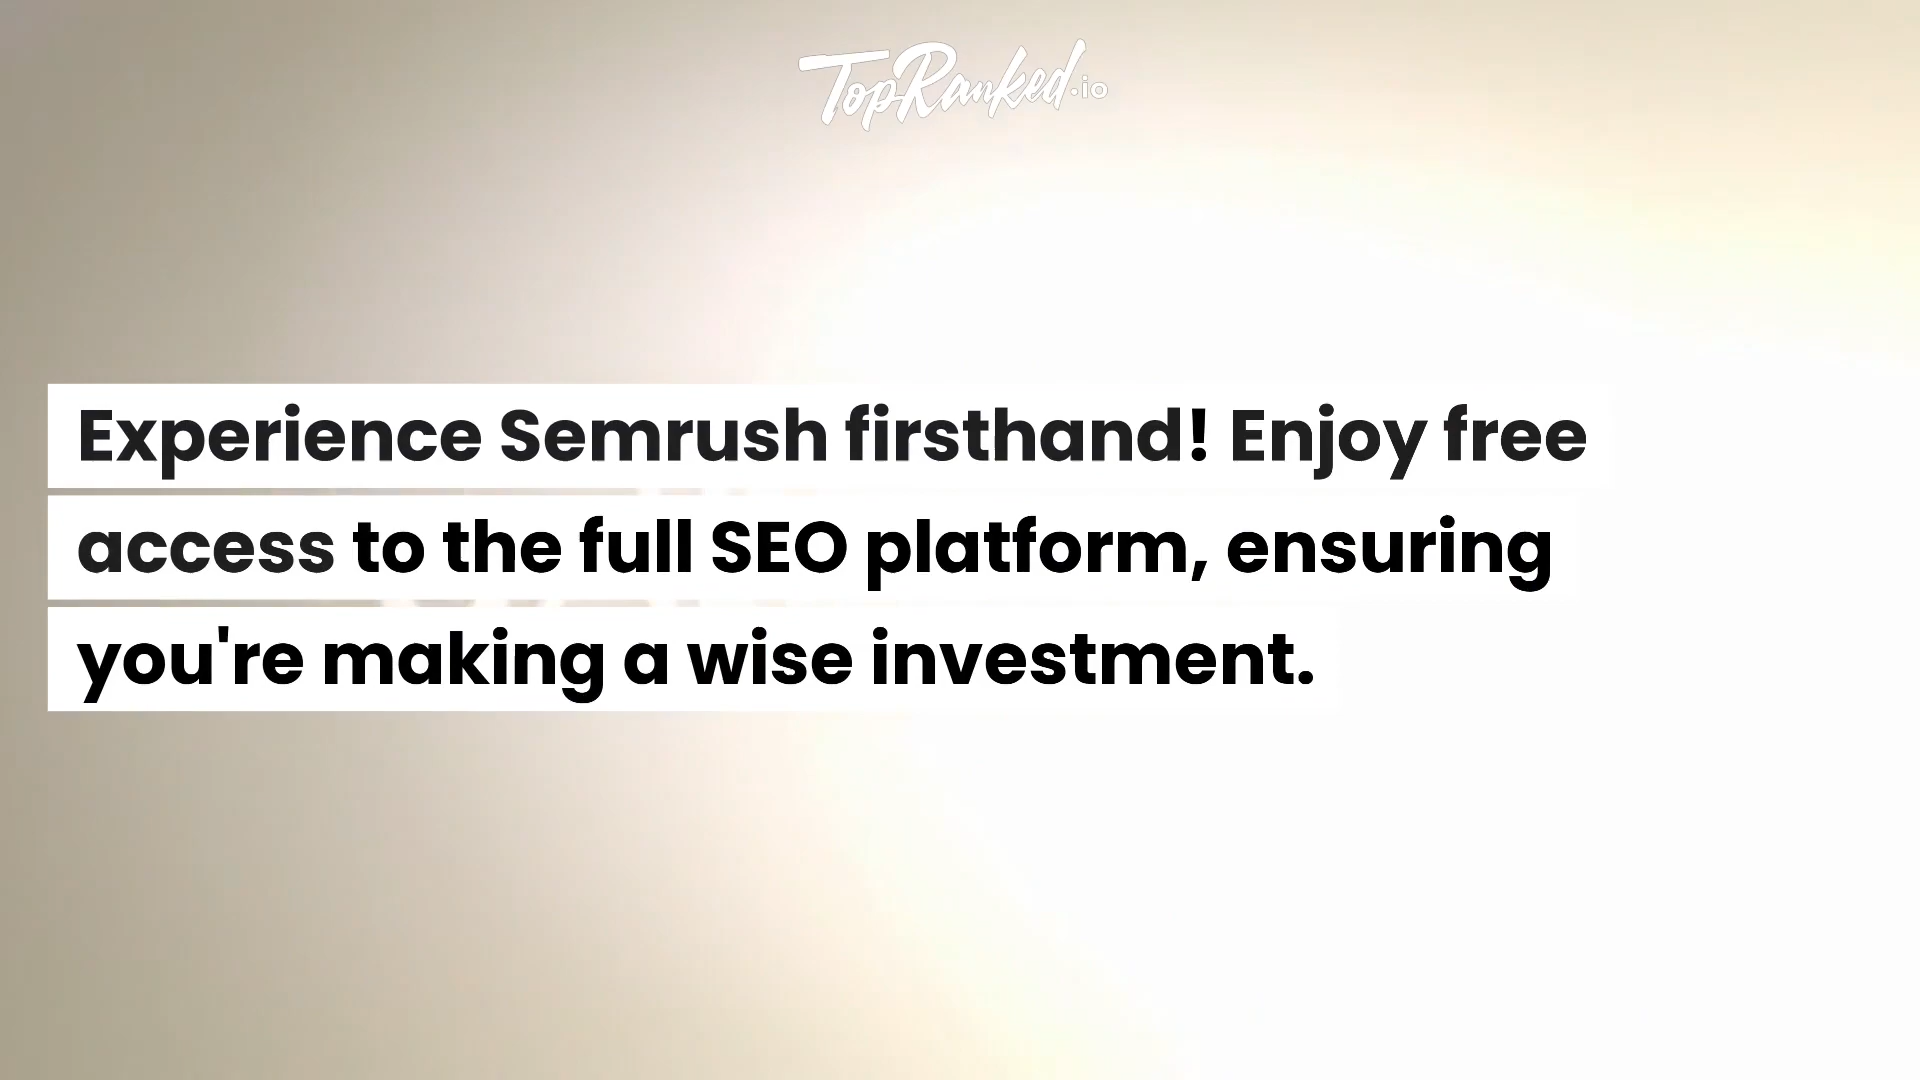 TopRanked.io
Experience Semrush firsthand! Enjoy free
access to the full SEO platform, ensuring
you're making a wise investment.